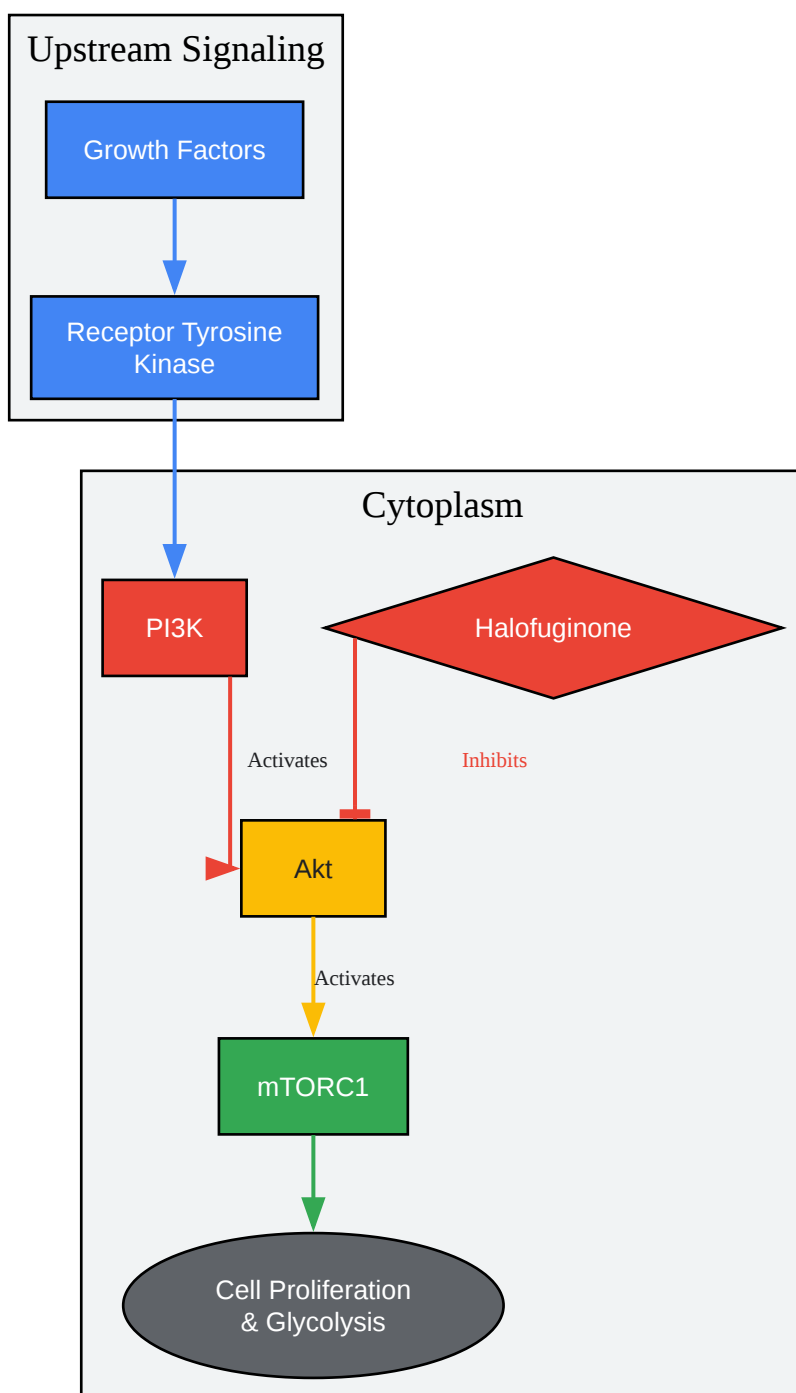 Upstream Signaling
Growth Factors
Receptor Tyrosine
Kinase
Cytoplasm
PI3K
Halofuginone
Activates
Inhibits
Akt
Activates
mTORC1
Cell Proliferation
& Glycolysis